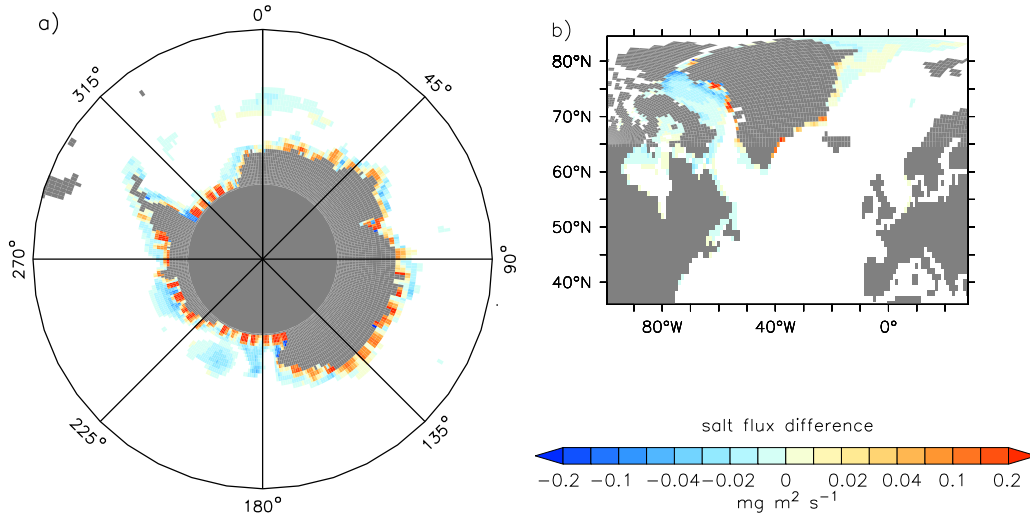 a)
0°
45°
90°
135°
180°
225°
270°
315°
b)
80°N
70°N
60°N
50°N
40°N
80°W 40°W 0°
salt flux difference
−0.2 −0.1 −0.04 −0.02 0 0.02 0.04 0.1 0.2
mg m² s⁻¹